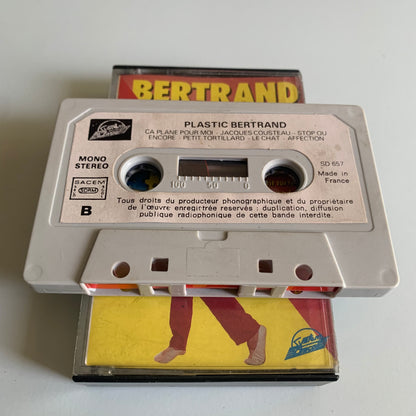 BERTRAND
PLASTIC BERTRAND
ÇA PLANE POUR MOI - JACQUES COUSTEAU - STOP OU
ENCORE - PETIT TORTILLARD - LE CHAT - AFFECTION
MONO
STEREO
SD 657
Made in
France
SACEM
B
100 50 0
Tous droits du producteur phonographique et du propriétaire
de l'œuvre enregirtrée reservés : duplication, diffusion
publique radiophonique de cette bande interdite.